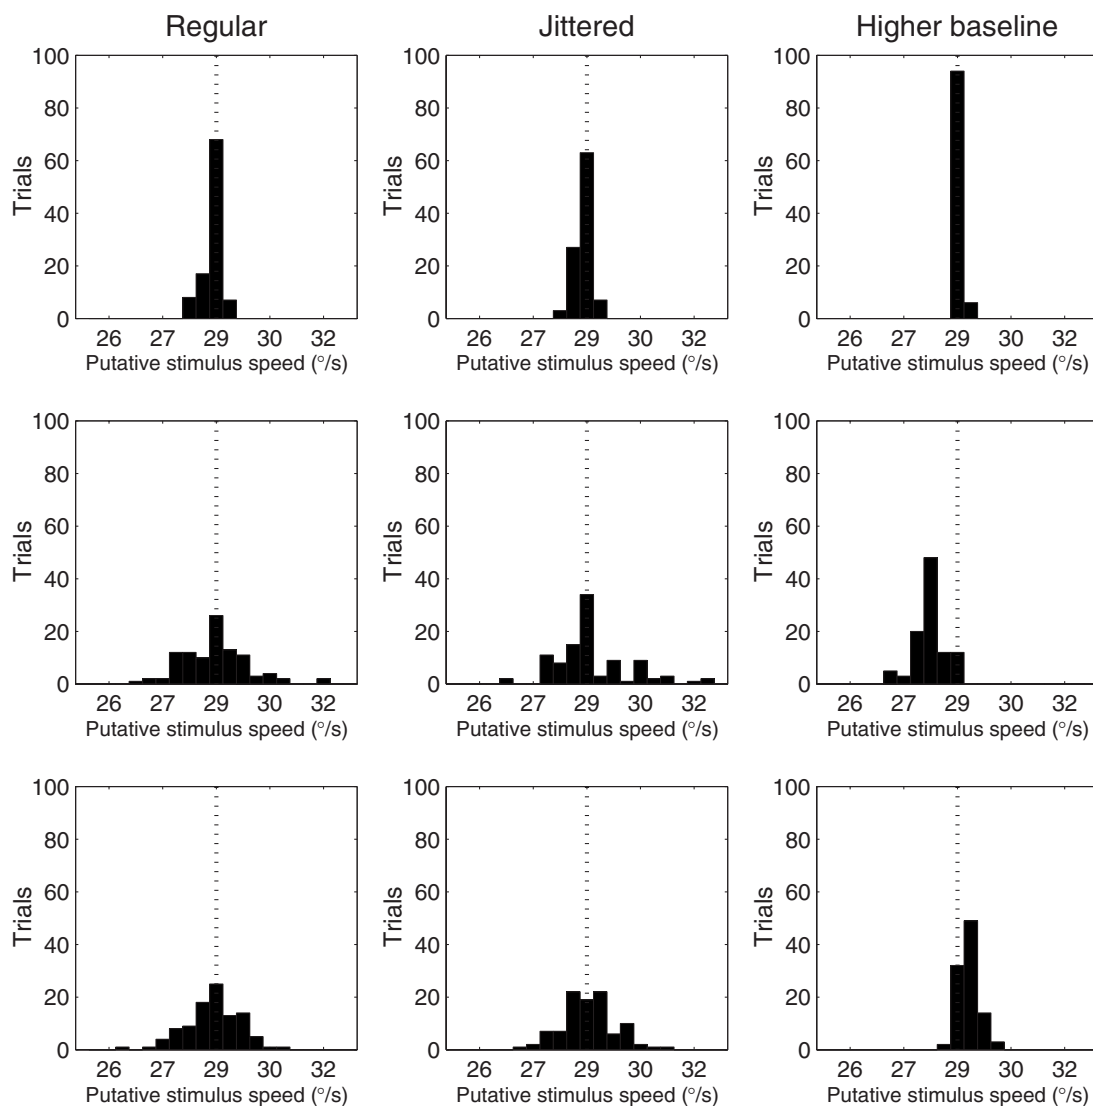 Regular Jittered Higher baseline
100 100 100
80 80 80
60 60 60
40 40 40
20 20 20
0 0 0
Trials Trials Trials
26 27 29 30 32 26 27 29 30 32 26 27 29 30 32
Putative stimulus speed (°/s) Putative stimulus speed (°/s) Putative stimulus speed (°/s)
100 100 100
80 80 80
60 60 60
40 40 40
20 20 20
0 0 0
Trials Trials Trials
26 27 29 30 32 26 27 29 30 32 26 27 29 30 32
Putative stimulus speed (°/s) Putative stimulus speed (°/s) Putative stimulus speed (°/s)
100 100 100
80 80 80
60 60 60
40 40 40
20 20 20
0 0 0
Trials Trials Trials
26 27 29 30 32 26 27 29 30 32 26 27 29 30 32
Putative stimulus speed (°/s) Putative stimulus speed (°/s) Putative stimulus speed (°/s)